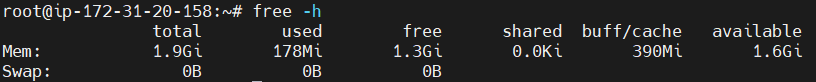 root@ip-172-31-20-158:~# free -h
total used free shared buff/cache available
Mem: 1.9Gi 178Mi 1.3Gi 0.0Ki 390Mi 1.6Gi
Swap: 0B 0B 0B